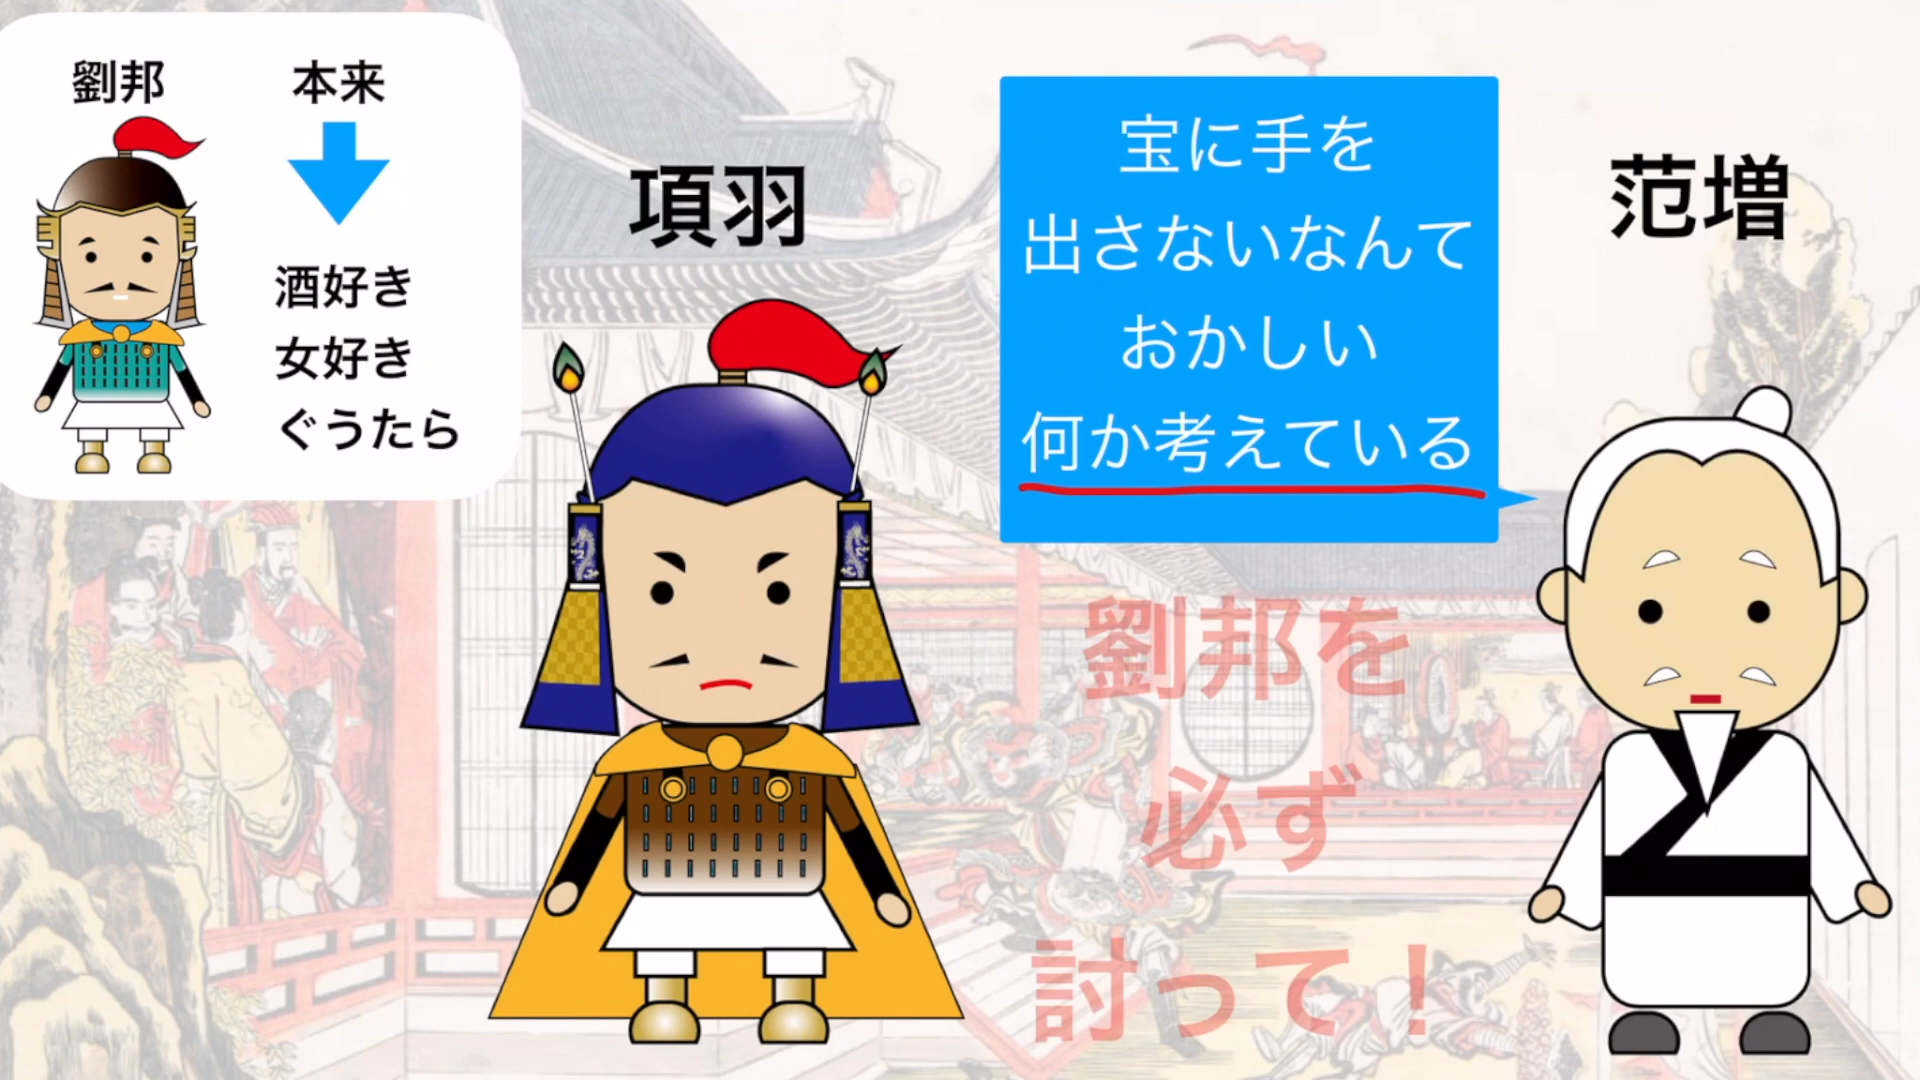 劉邦
本来
酒好き
女好き
ぐうたら
項羽
宝に手を
出さないなんて
おかしい
何か考えている
范増
劉邦を
必ず
討って！